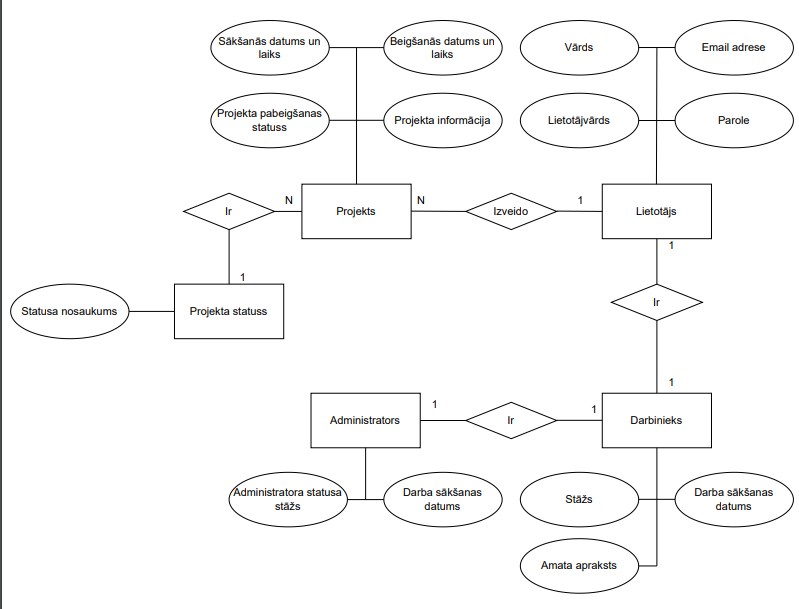 Sākšanās datums un
laiks
Beigšanās datums un
laiks
Vārds
Email adrese
Projekta pabeigšanas
statuss
Projekta informācija
Lietotājvārds
Parole
Ir
N
Projekts
N
Izveido
1
Lietotājs
1
1
Statusa nosaukums
Projekta statuss
Ir
1
Administrators
1
Ir
1
Darbinieks
Administratora statusa
stāžs
Darba sākšanas
datums
Stāžs
Darba sākšanas
datums
Amata apraksts